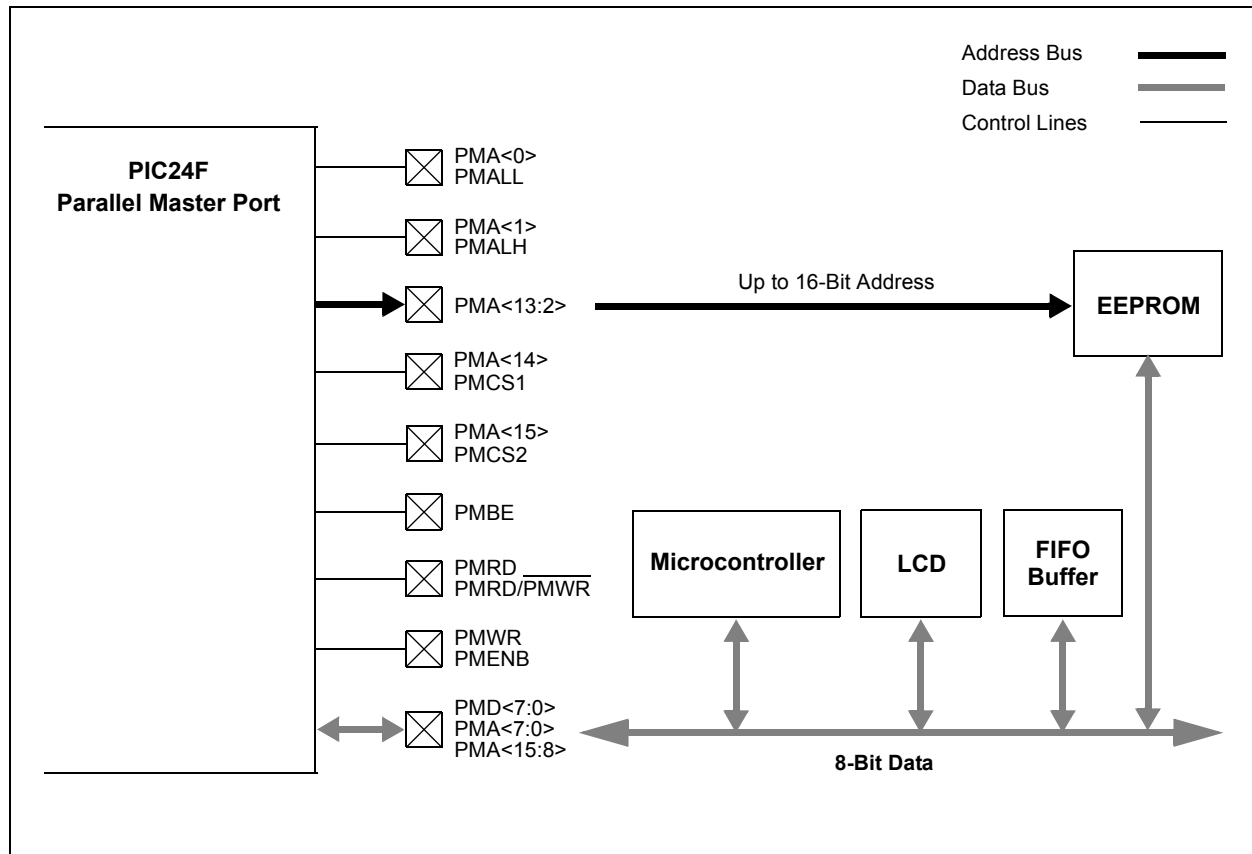 Address Bus
Data Bus
Control Lines
PIC24F
Parallel Master Port
PMA<0>
PMALL
PMA<1>
PMALH
PMA<13:2>
Up to 16-Bit Address
EEPROM
PMA<14>
PMCS1
PMA<15>
PMCS2
PMBE
Microcontroller
LCD
FIFO
Buffer
PMRD
PMRD/P̅M̅W̅R̅
PMWR
PMENB
PMD<7:0>
PMA<7:0>
PMA<15:8>
8-Bit Data